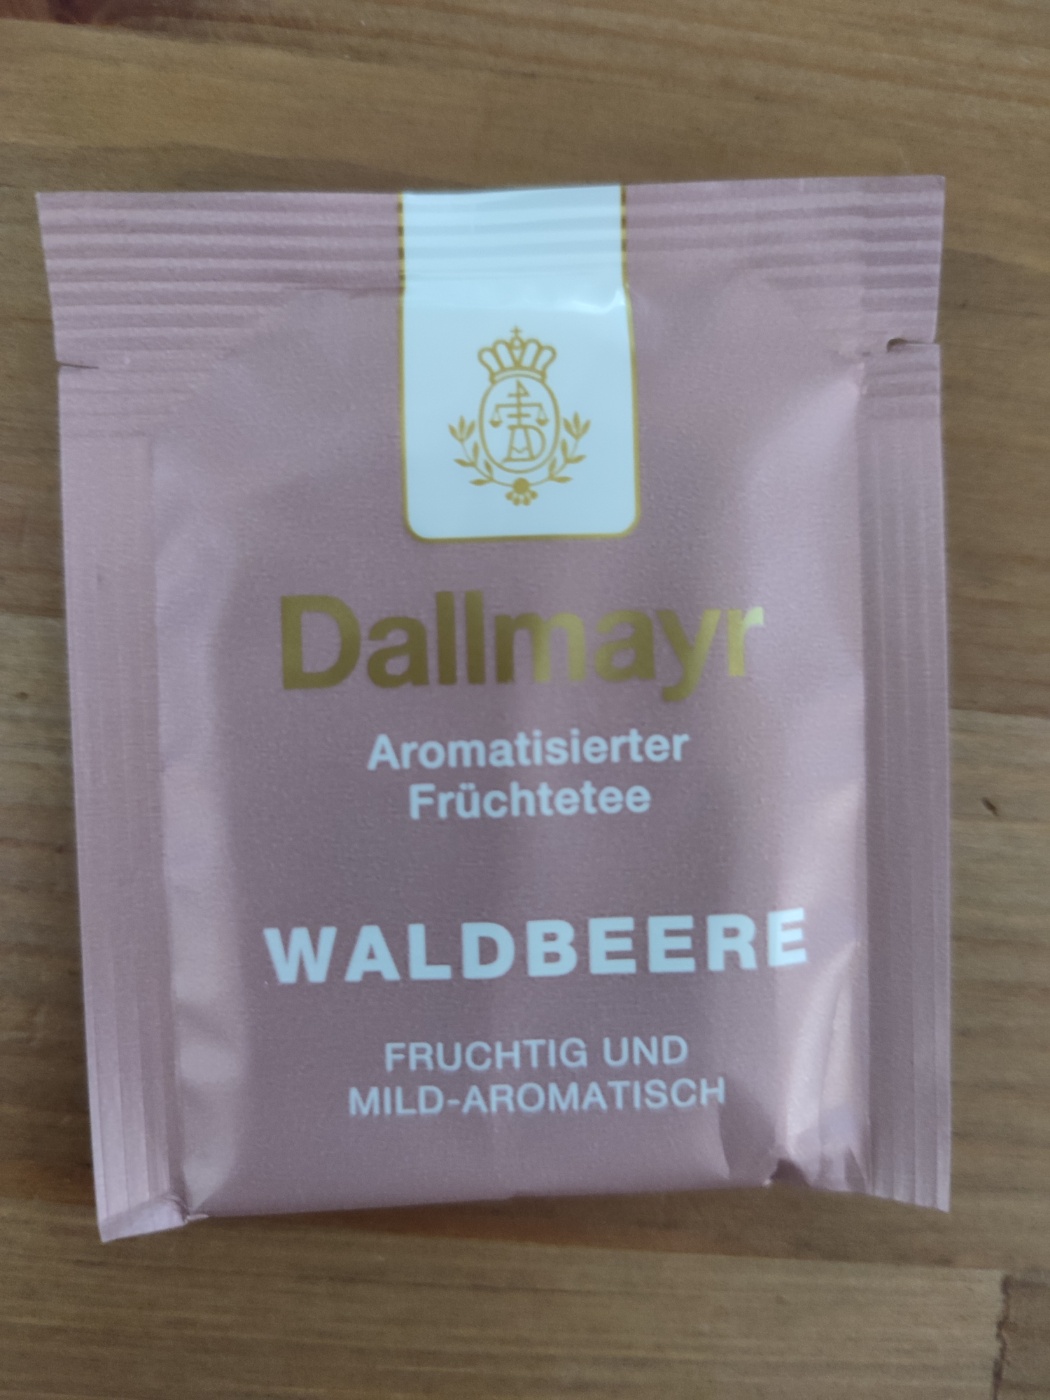 Dallmayr
Aromatisierter
Früchtetee
WALDBEERE
FRUCHTIG UND
MILD-AROMATISCH